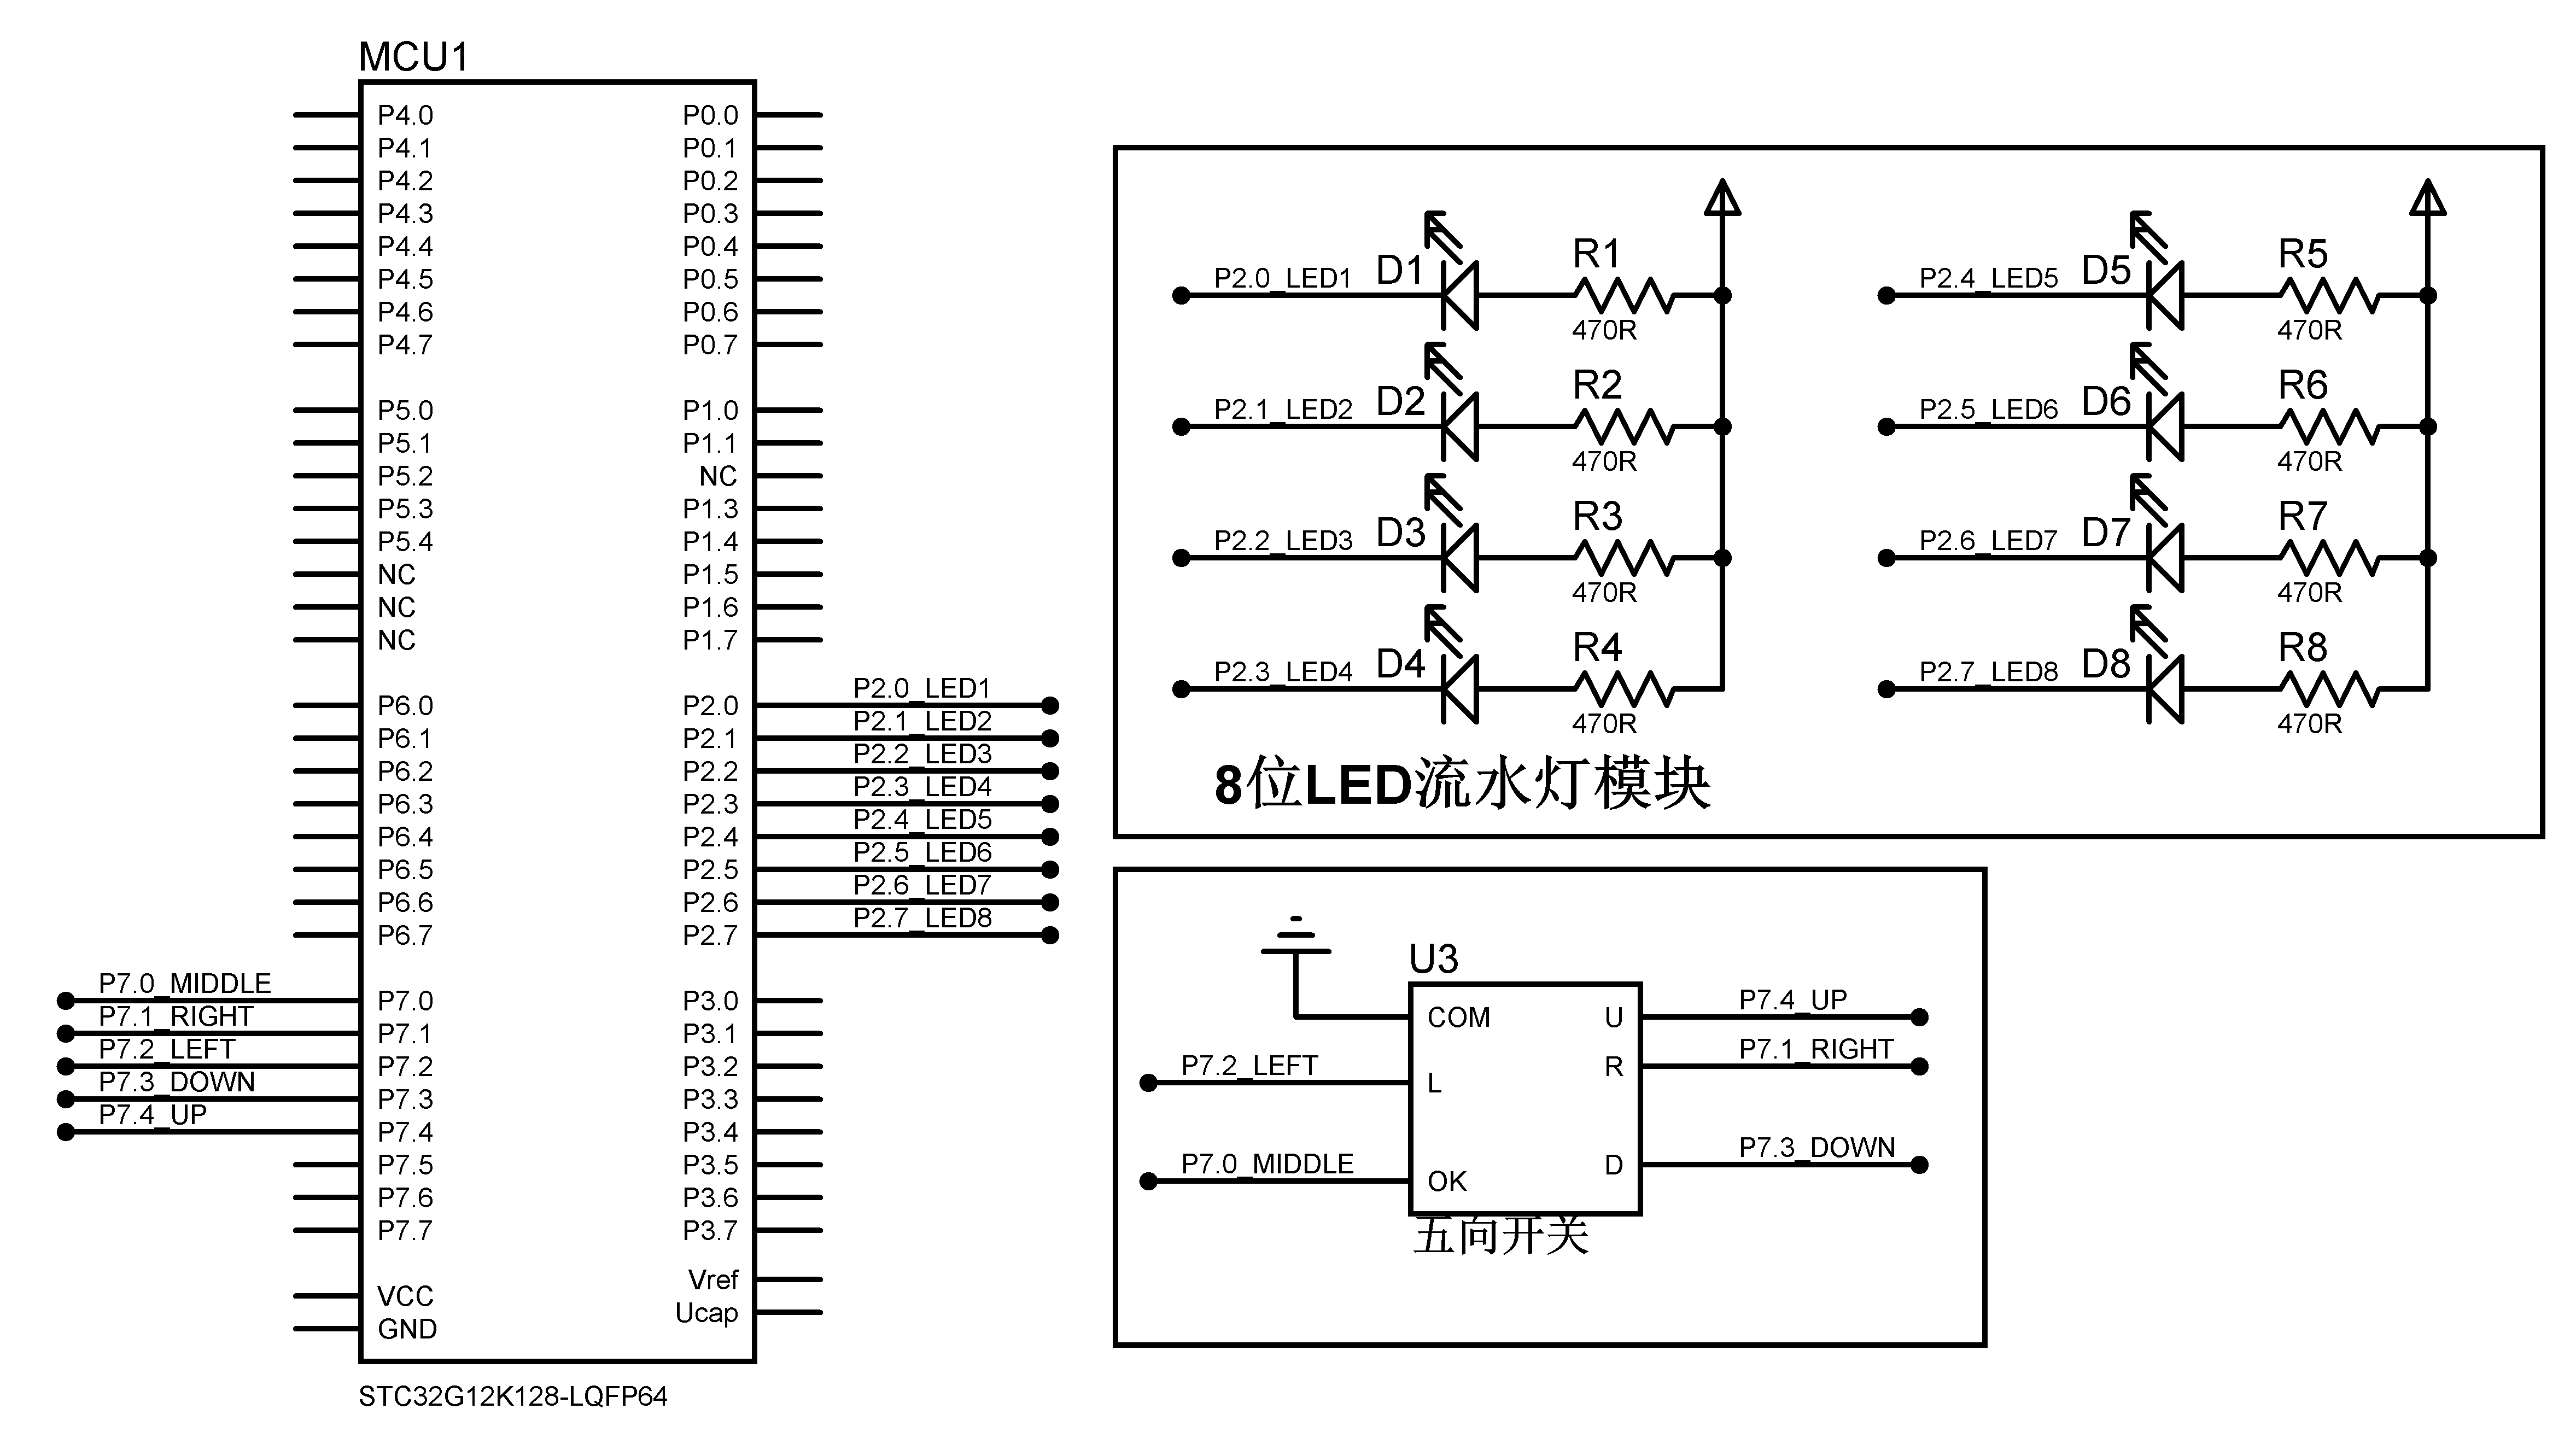 MCU1
P4.0 P0.0
P4.1 P0.1
P4.2 P0.2
P4.3 P0.3
P4.4 P0.4
P4.5 P0.5
P4.6 P0.6
P4.7 P0.7
P5.0 P1.0
P5.1 P1.1
P5.2 NC
P5.3 P1.3
P5.4 P1.4
NC P1.5
NC P1.6
NC P1.7
P6.0 P2.0 P2.0_LED1
P6.1 P2.1 P2.1_LED2
P6.2 P2.2 P2.2_LED3
P6.3 P2.3 P2.3_LED4
P6.4 P2.4 P2.4_LED5
P6.5 P2.5 P2.5_LED6
P6.6 P2.6 P2.6_LED7
P6.7 P2.7 P2.7_LED8
P7.0_MIDDLE P7.0 P3.0
P7.1_RIGHT P7.1 P3.1
P7.2_LEFT P7.2 P3.2
P7.3_DOWN P7.3 P3.3
P7.4_UP P7.4 P3.4
P7.5 P3.5
P7.6 P3.6
P7.7 P3.7
Vref
VCC
Ucap
GND
STC32G12K128-LQFP64
P2.0_LED1 D1 R1
470R
P2.1_LED2 D2 R2
470R
P2.2_LED3 D3 R3
470R
P2.3_LED4 D4 R4
470R
P2.4_LED5 D5 R5
470R
P2.5_LED6 D6 R6
470R
P2.6_LED7 D7 R7
470R
P2.7_LED8 D8 R8
470R
8位LED流水灯模块
U3
COM U P7.4_UP
R P7.1_RIGHT
P7.2_LEFT L
D P7.3_DOWN
P7.0_MIDDLE OK
五向开关